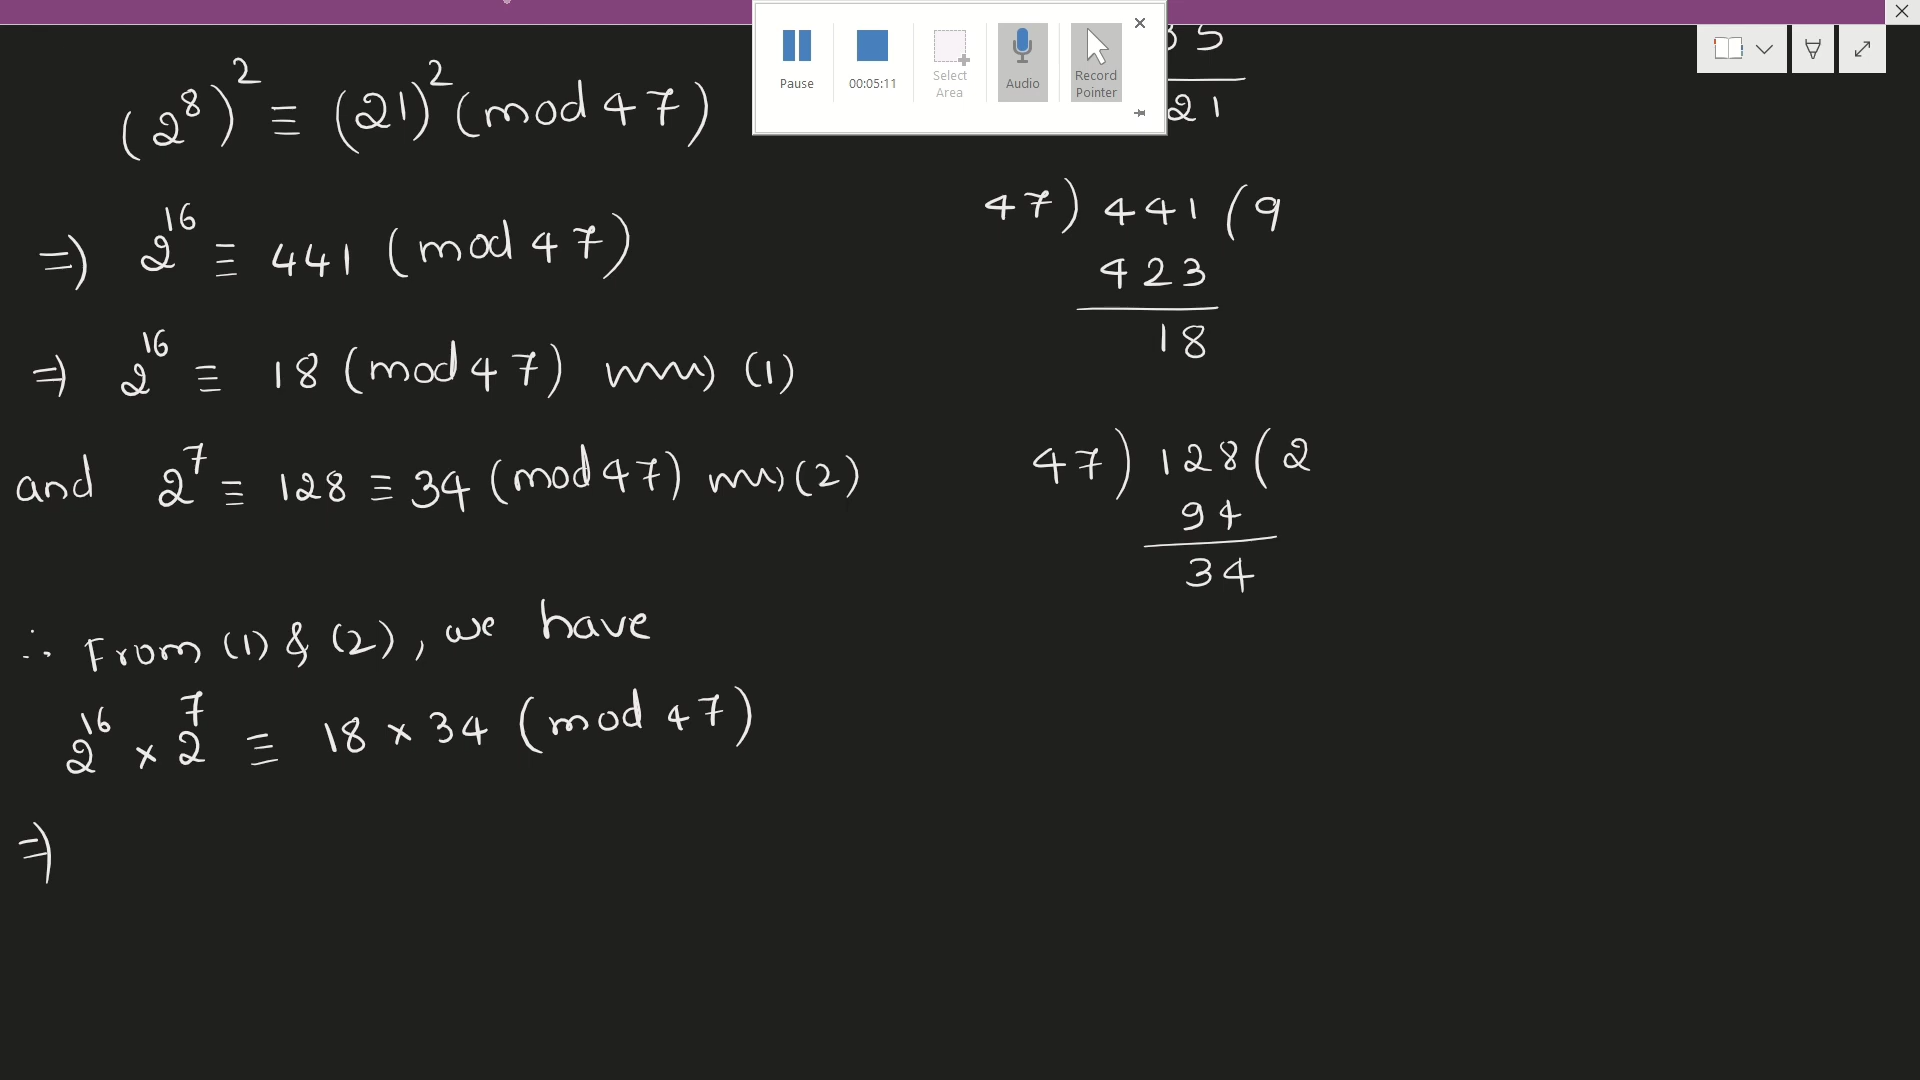 Pause
00:05:11
Select Area
Audio
Record Pointer
(2^8)^2 ≡ (21)^2 (mod 47)
⇒) 2^16 ≡ 441 (mod 47)
⇒) 2^16 ≡ 18 (mod 47) (1)
and 2^7 ≡ 128 ≡ 34 (mod 47) (2)
∴ From (1) & (2), we have
2^16 × 2^7 ≡ 18 × 34 (mod 47)
⇒)
35
21
47) 441 (9
423
18
47) 128 (2
94
34